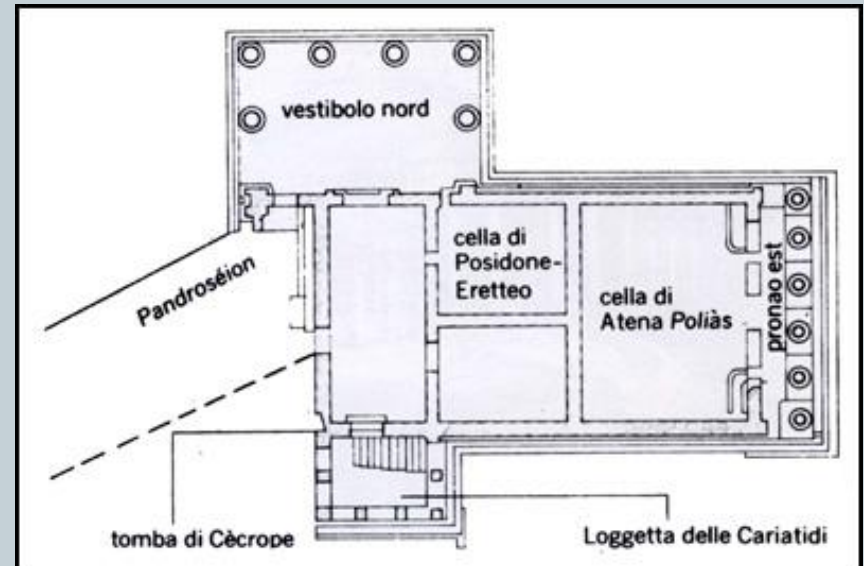 vestibolo nord
Pandroséion
cella di
Posidone-
Eretteo
cella di
Atena Poliàs
pronao est
tomba di Cècrope
Loggetta delle Cariatidi